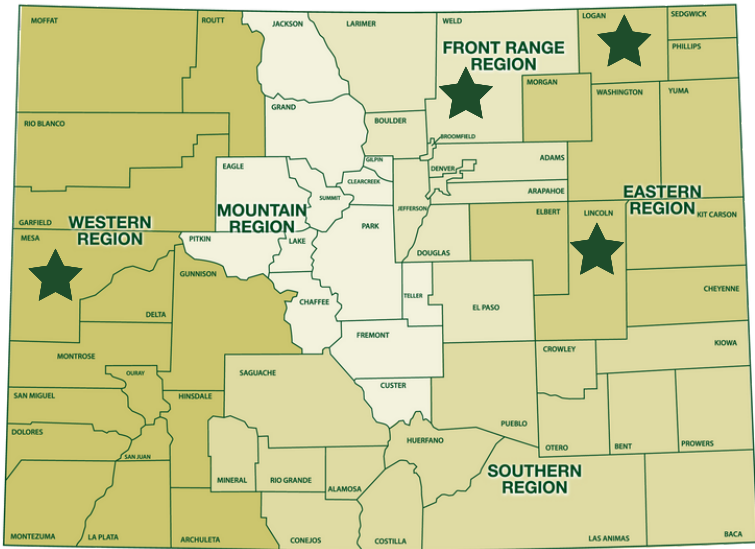 MOFFAT
ROUTT
JACKSON
LARIMER
WELD
LOGAN
SEDGWICK
PHILLIPS
FRONT RANGE
REGION
MORGAN
WASHINGTON
YUMA
RIO BLANCO
GRAND
BOULDER
BROOMFIELD
GILPIN
CLEARCREEK
DENVER
ADAMS
ARAPAHOE
EAGLE
SUMMIT
JEFFERSON
GARFIELD
WESTERN
REGION
MOUNTAIN
REGION
PARK
DOUGLAS
ELBERT
LINCOLN
EASTERN
REGION
KIT CARSON
MESA
PITKIN
LAKE
GUNNISON
DELTA
CHAFFEE
TELLER
EL PASO
CHEYENNE
MONTROSE
OURAY
FREMONT
CROWLEY
KIOWA
SAN MIGUEL
HINSDALE
SAGUACHE
CUSTER
DOLORES
SAN JUAN
PUEBLO
HUERFANO
OTERO
BENT
PROWERS
MINERAL
RIO GRANDE
ALAMOSA
SOUTHERN
REGION
MONTEZUMA
LA PLATA
ARCHULETA
CONEJOS
COSTILLA
LAS ANIMAS
BACA